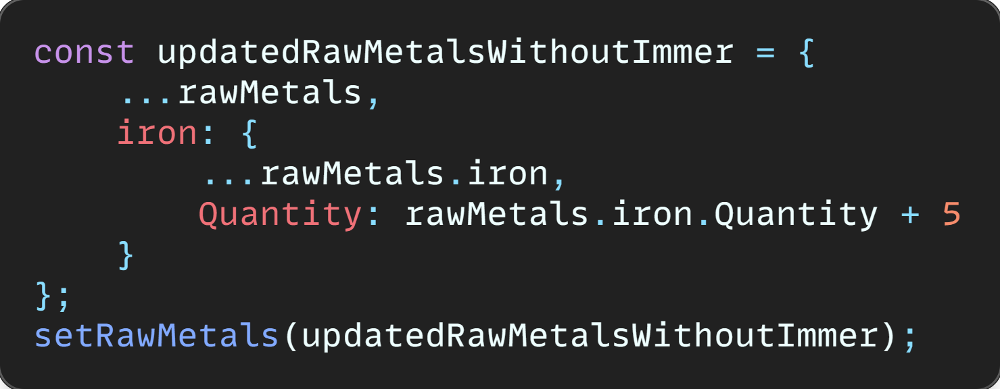 const updatedRawMetalsWithoutImmer = {
    ...rawMetals,
    iron: {
        ...rawMetals.iron,
        Quantity: rawMetals.iron.Quantity + 5
    }
};
setRawMetals(updatedRawMetalsWithoutImmer);